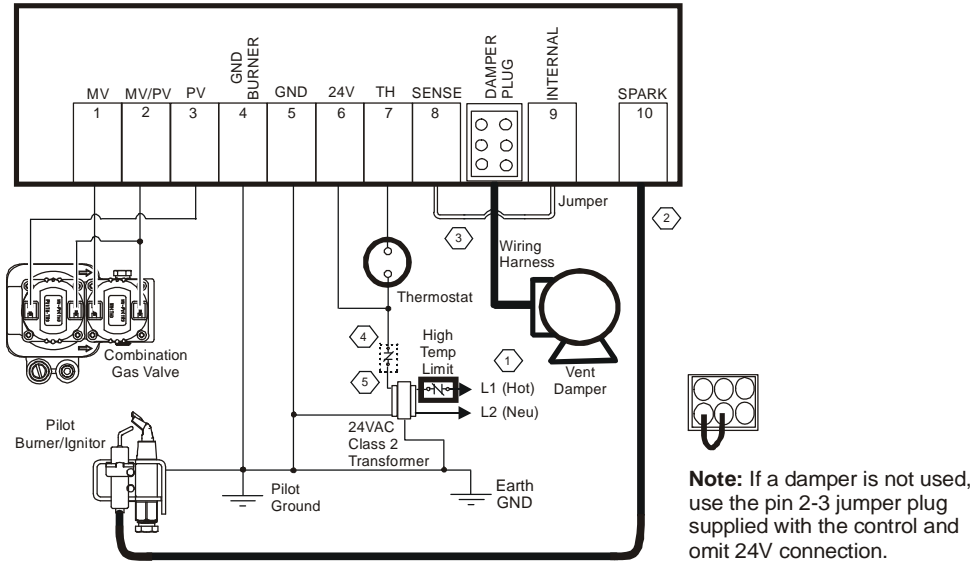 GND
BURNER
DAMPER
PLUG
INTERNAL
MV
MV/PV
PV
GND
24V
TH
SENSE
SPARK
1
2
3
4
5
6
7
8
9
10
Jumper
2
3
Wiring
Harness
Thermostat
4
High
Temp
Limit
1
Combination
Gas Valve
5
L1 (Hot)
L2 (Neu)
Vent
Damper
24VAC
Class 2
Transformer
Pilot
Burner/Ignitor
Pilot
Ground
Earth
GND
Note: If a damper is not used,
use the pin 2-3 jumper plug
supplied with the control and
omit 24V connection.